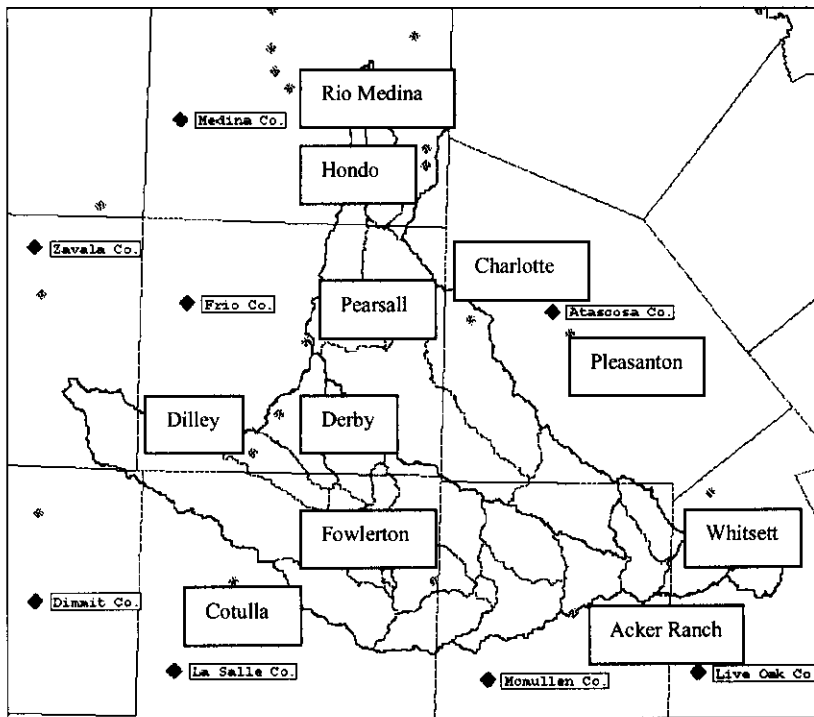 Rio Medina
Medina Co.
Hondo
Zavala Co.
Charlotte
Frio Co.
Pearsall
Atascosa Co.
Pleasanton
Dilley
Derby
Fowlerton
Whitsett
Dimmit Co.
Cotulla
Acker Ranch
La Salle Co.
Mcmullen Co.
Live Oak Co